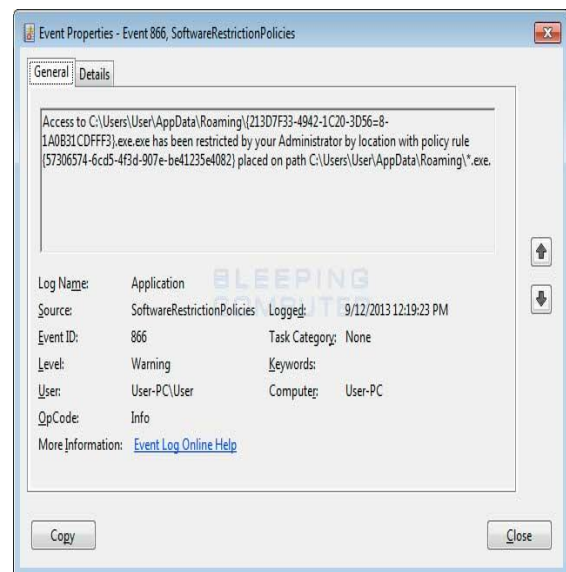 Event Properties - Event 866, SoftwareRestrictionPolicies
General Details
Access to C:\Users\User\AppData\Roaming\{213D7F33-4942-1C20-3D56=8-
1A0B31CDFFF3}.exe.exe has been restricted by your Administrator by location with policy rule
{57306574-6cd5-4f3d-907e-be41235e4082} placed on path C:\Users\User\AppData\Roaming\*.exe.
BLEEPING
COMPUTER
Log Name: Application
Source: SoftwareRestrictionPolicies Logged: 9/12/2013 12:19:23 PM
Event ID: 866 Task Category: None
Level: Warning Keywords:
User: User-PC\User Computer: User-PC
OpCode: Info
More Information: Event Log Online Help
Copy Close